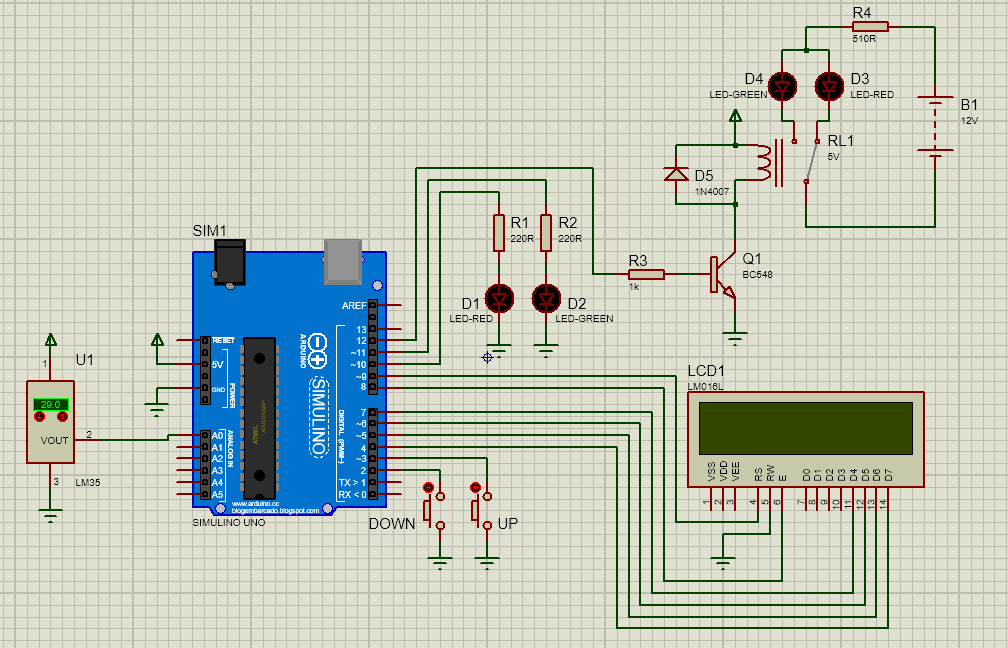 R4
510R
D4
LED-GREEN
D3
LED-RED
B1
12V
RL1
5V
D5
1N4007
R1
220R
R2
220R
R3
1k
Q1
BC548
D1
LED-RED
D2
LED-GREEN
SIM1
AREF
13
12
~11
~10
~9
8
7
~6
~5
4
~3
2
TX > 1
RX < 0
RESET
5V
GND
POWER
A0
A1
A2
A3
A4
A5
ANALOG IN
ARDUINO
SIMULINO
DIGITAL (PWM~)
www.arduino.cc
blogembarcado.blogspot.com
SIMULINO UNO
U1
1
29.0
VOUT
2
3
LM35
DOWN
UP
LCD1
LM016L
VSS
VDD
VEE
RS
RW
E
D0
D1
D2
D3
D4
D5
D6
D7
1
2
3
4
5
6
7
8
9
10
11
12
13
14